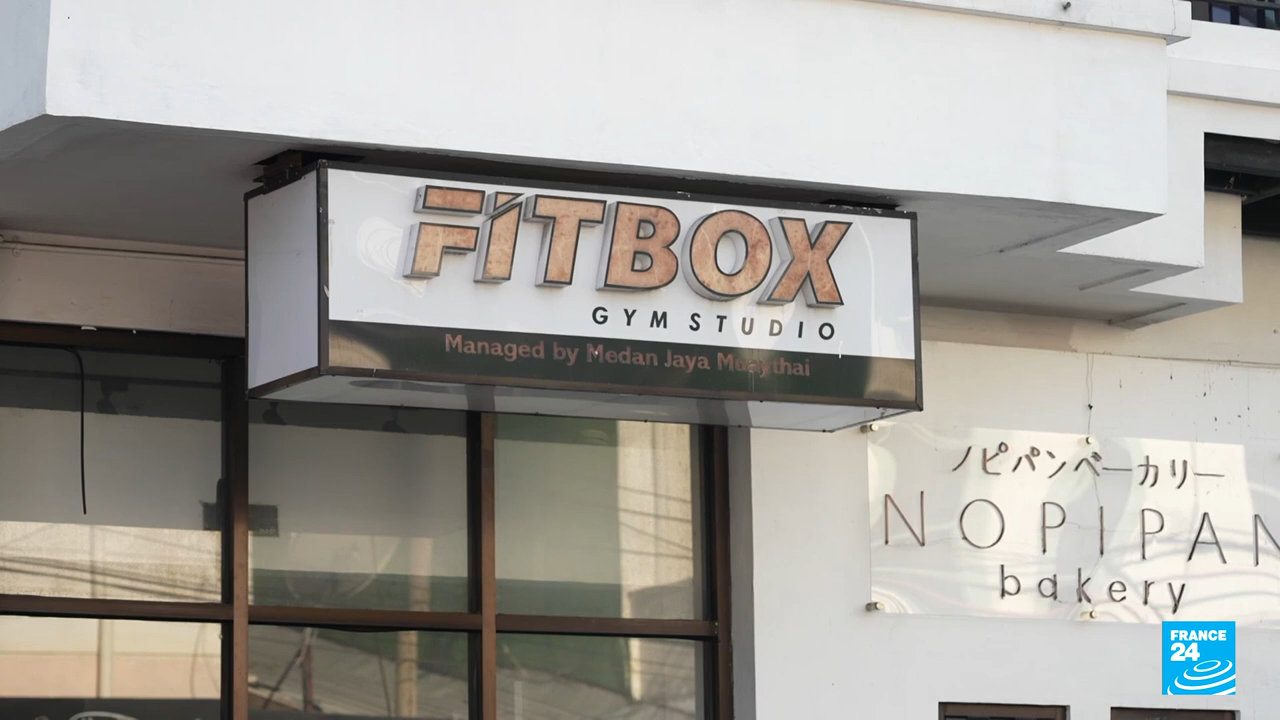 FITBOX
GYM STUDIO
Managed by Medan Jaya Muaythai
ノピパンベーカリー
NOPIPAN
bakery
FRANCE
24